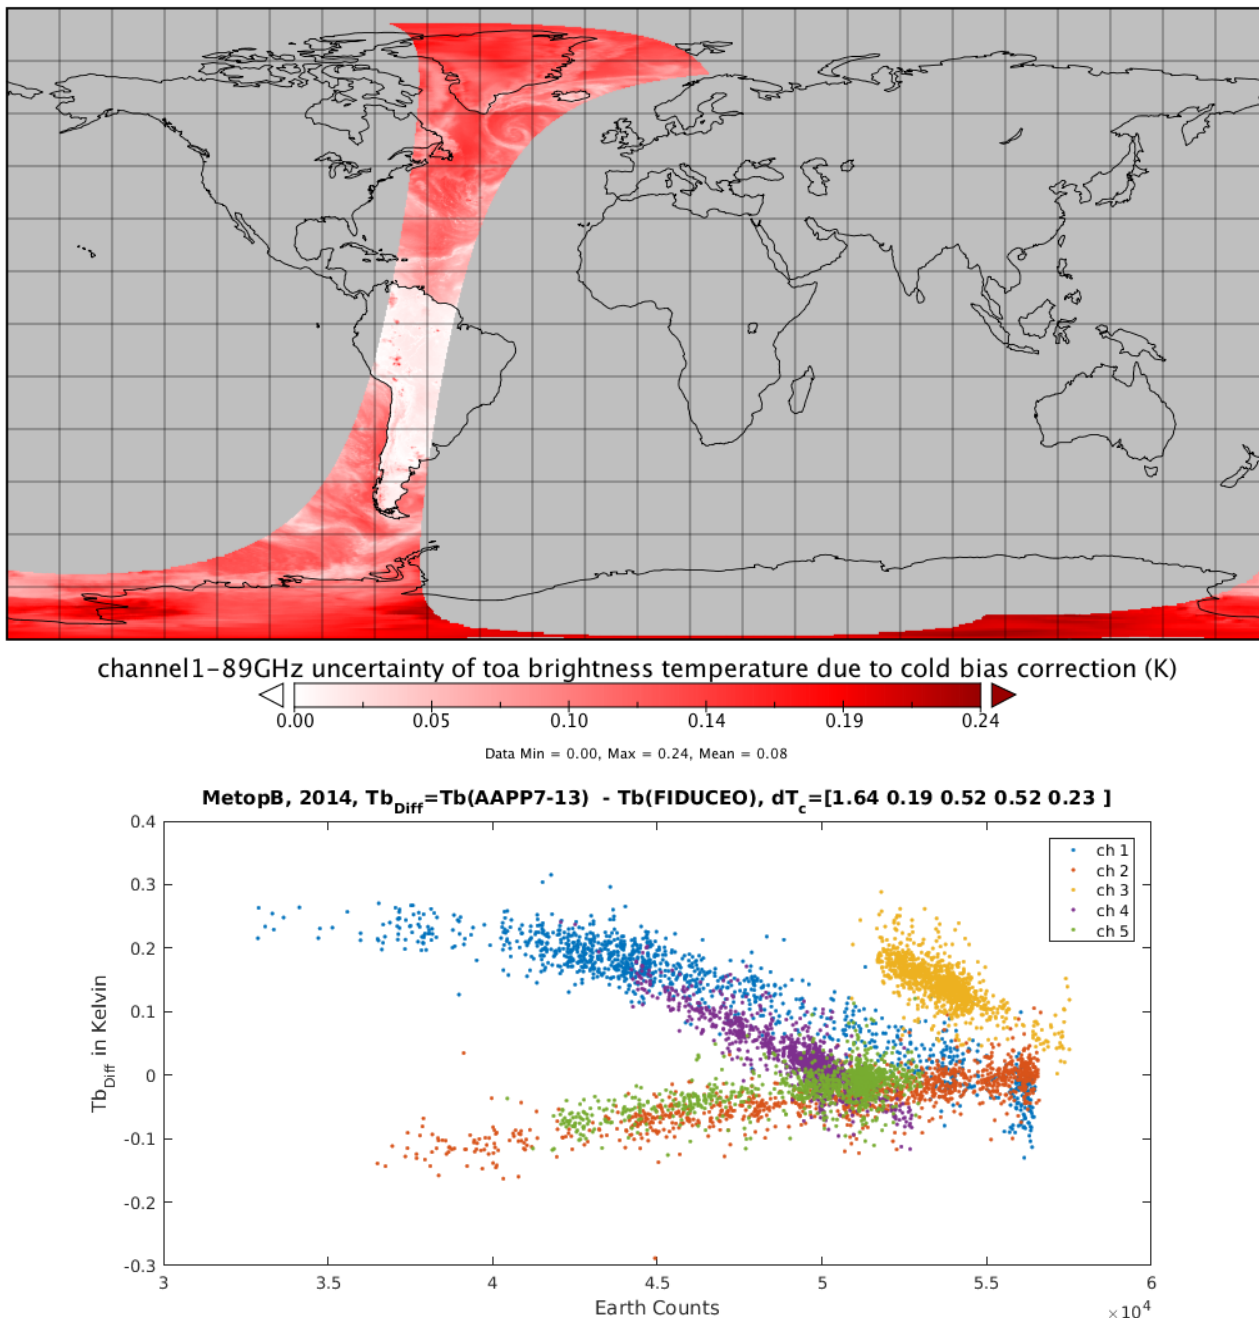 channel1-89GHz uncertainty of toa brightness temperature due to cold bias correction (K)
0.00 0.05 0.10 0.14 0.19 0.24
Data Min = 0.00, Max = 0.24, Mean = 0.08
MetopB, 2014, Tb_Diff=Tb(AAPP7-13) - Tb(FIDUCEO), dT_c=[1.64 0.19 0.52 0.52 0.23 ]
0.4
ch 1
ch 2
ch 3
ch 4
ch 5
0.3
0.2
0.1
0
-0.1
-0.2
-0.3
Tb_Diff in Kelvin
3 3.5 4 4.5 5 5.5 6
Earth Counts
×10^4